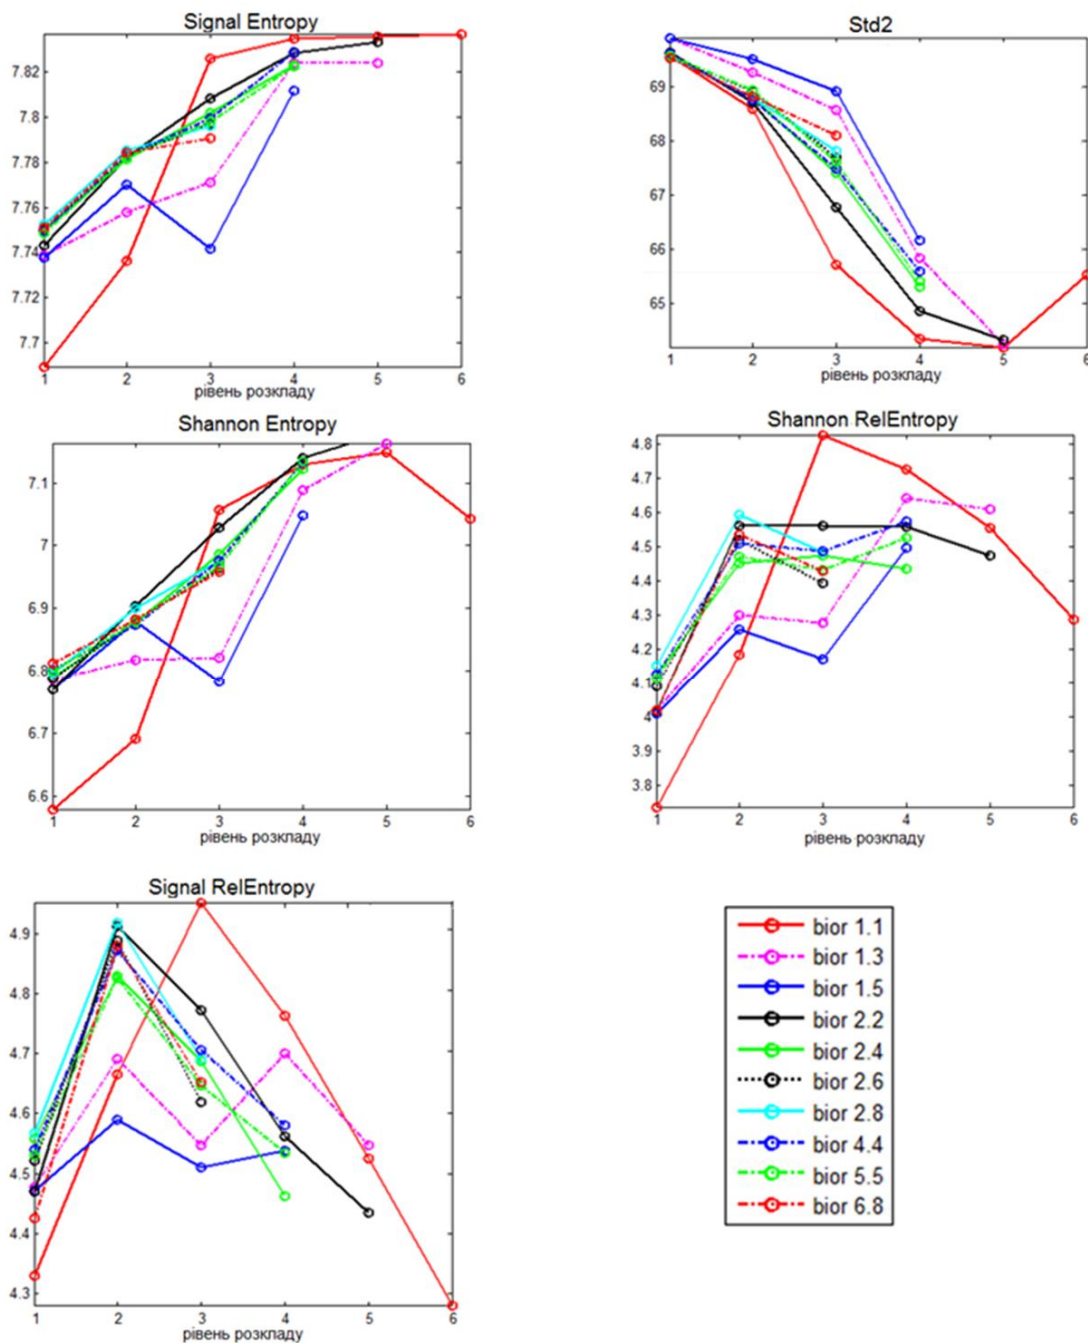 Signal Entropy
7.82
7.8
7.78
7.76
7.74
7.72
7.7
1 2 3 4 5 6
рівень розкладу
Std2
69
68
67
66
65
1 2 3 4 5 6
рівень розкладу
Shannon Entropy
7.1
7
6.9
6.8
6.7
6.6
1 2 3 4 5 6
рівень розкладу
Shannon RelEntropy
4.8
4.7
4.6
4.5
4.4
4.3
4.2
4.1
4
3.9
3.8
1 2 3 4 5 6
рівень розкладу
Signal RelEntropy
4.9
4.8
4.7
4.6
4.5
4.4
4.3
1 2 3 4 5 6
рівень розкладу
bior 1.1
bior 1.3
bior 1.5
bior 2.2
bior 2.4
bior 2.6
bior 2.8
bior 4.4
bior 5.5
bior 6.8